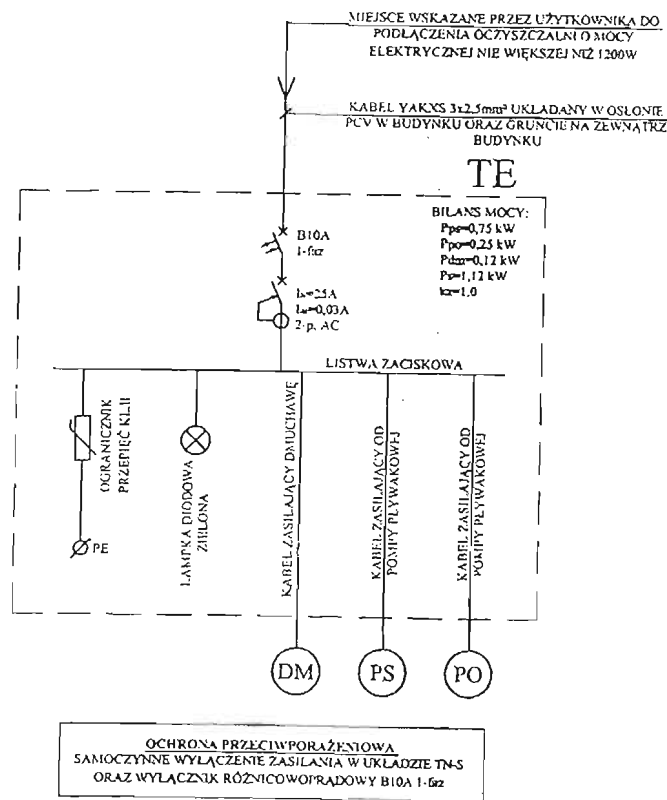 MIEJSCE WSKAZANE PRZEZ UŻYTKOWNIKA DO
PODŁĄCZENIA OCZYSZCZALNI O MOCY
ELEKTRYCZNEJ NIE WIĘKSZEJ NIŻ 1200W
KABEL YAKXS 3x2,5mm² UKŁADANY W OSŁONIE
PCV W BUDYNKU ORAZ GRUNCIE NA ZEWNĄTRZ
BUDYNKU
TE
BILANS MOCY:
Pps=0,75 kW
Ppo=0,25 kW
Pdm=0,12 kW
Ps=1,12 kW
kz=1,0
B10A
1-faz
In=25A
=0,03A
2-p, AC
LISTWA ZACISKOWA
OGRANICZNIK
PRZEPIĘĆ KL.II
PE
LAMPKA DIODOWA
ZIELONA
KABEL ZASILAJĄCY DMUCHAWĘ
KABEL ZASILAJĄCY OD
POMPY PŁYWAKOWEJ
KABEL ZASILAJĄCY OD
POMPY PŁYWAKOWEJ
DM
PS
PO
OCHRONA PRZECIWPORAŻENIOWA
SAMOCZYNNE WYŁĄCZENIE ZASILANIA W UKŁADZIE TN-S
ORAZ WYŁĄCZNIK RÓŻNICOWOPRĄDOWY B10A 1-faz